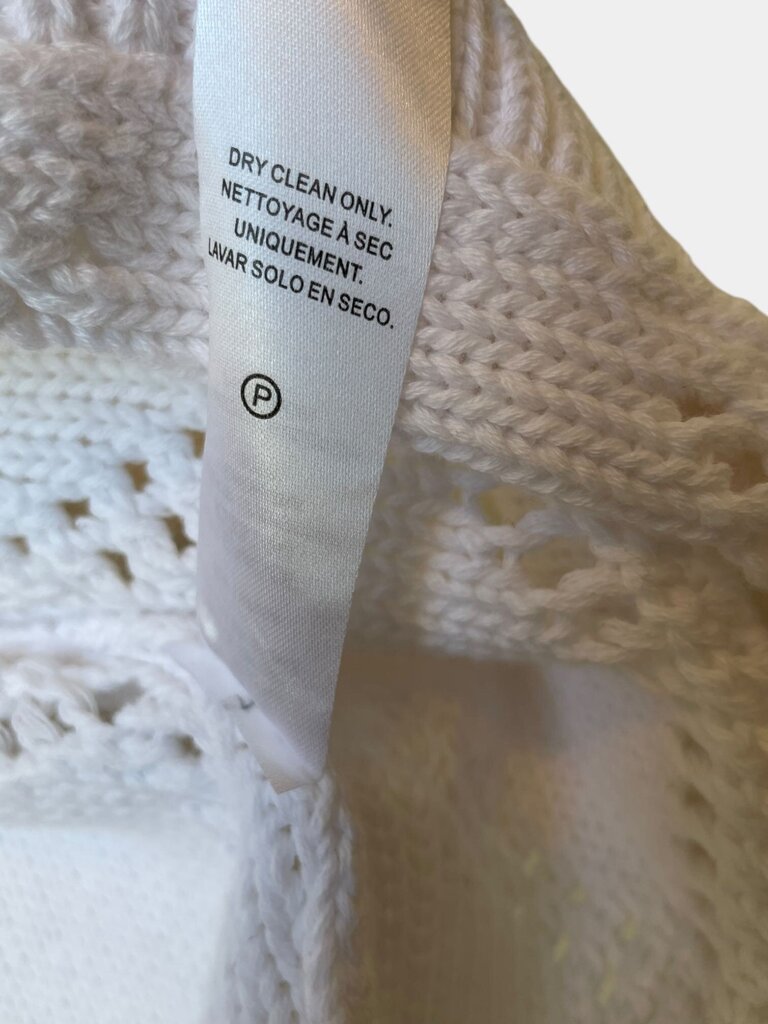 DRY CLEAN ONLY.
NETTOYAGE À SEC
UNIQUEMENT.
LAVAR SOLO EN SECO.
P